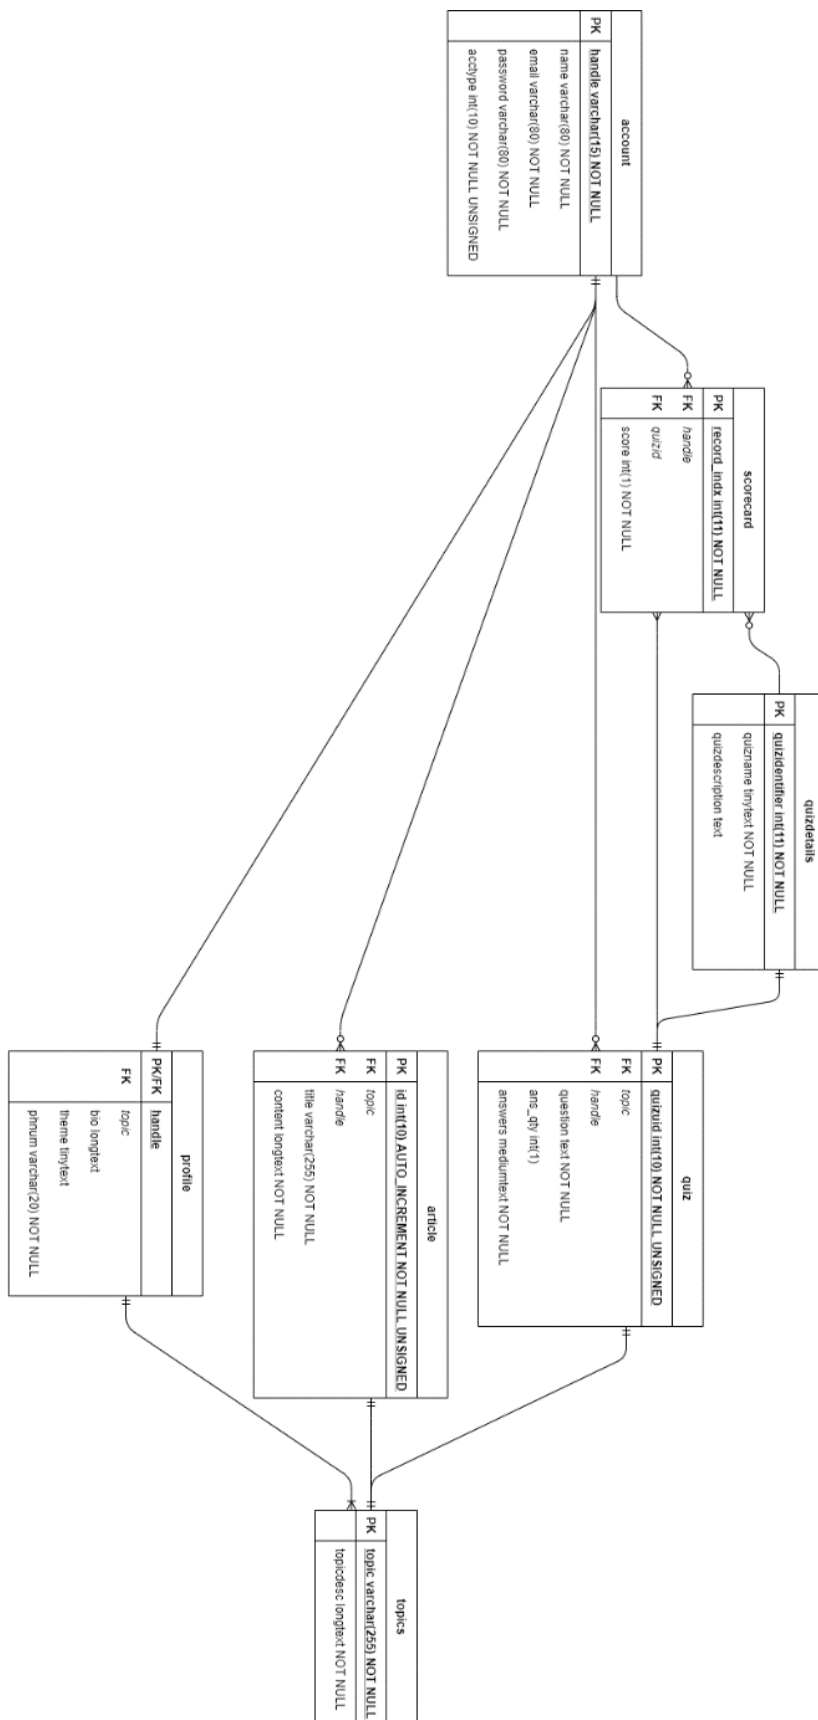 account
PK handle varchar(15) NOT NULL
name varchar(80) NOT NULL
email varchar(80) NOT NULL
password varchar(80) NOT NULL
acctype int(10) NOT NULL UNSIGNED
scorecard
PK record_indx int(11) NOT NULL
FK handle
FK quizid
score int(1) NOT NULL
quizdetails
PK quizidentifier int(11) NOT NULL
quizname tinytext NOT NULL
quizdescription text
quiz
PK quizuid int(10) NOT NULL UNSIGNED
FK topic
FK handle
question text NOT NULL
ans_qty int(1)
answers mediumtext NOT NULL
article
PK id int(10) AUTO_INCREMENT NOT NULL UNSIGNED
FK topic
FK handle
title varchar(255) NOT NULL
content longtext NOT NULL
profile
PK/FK handle
FK topic
bio longtext
theme tinytext
phnum varchar(20) NOT NULL
topics
PK topic varchar(255) NOT NULL
topicdesc longtext NOT NULL